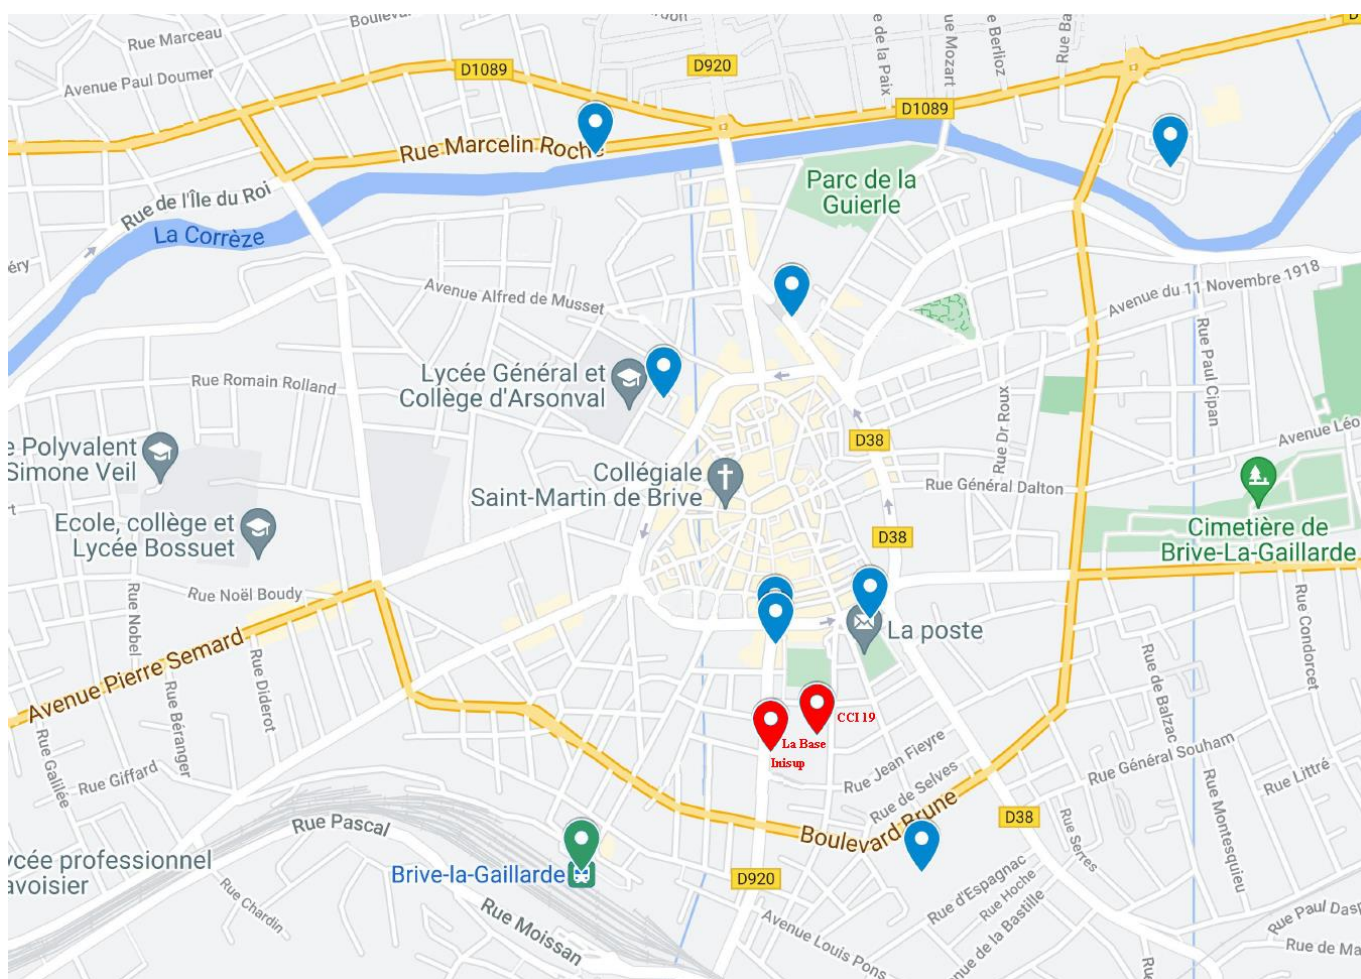 Boulevar
Rue Marceau
Avenue Paul Doumer
D1089
D920
e de la Paix
ue Mozart
e Berlioz
Rue Ba
D
D1089
Rue Marcelin Roche
Parc de la
Guierle
Rue de l'Île du Roi
La Corrèze
éry
Avenue Alfred de Musset
Avenue du 11 Novembre 1918
Rue Paul Cipan
Rue Romain Rolland
Lycée Général et
Collège d'Arsonval
Rue Dr Roux
Avenue Léo
e Polyvalent
Simone Veil
D38
Collégiale
Saint-Martin de Brive
Rue Général Dalton
Ecole, collège et
Lycée Bossuet
D38
Cimetière de
Brive-La-Gaillarde
Rue Noël Boudy
Rue Nobel
La poste
Rue Condorcet
Avenue Pierre Semard
Rue Diderot
Rue Béranger
Rue de Balzac
CCI 19
La Base
Inisup
Rue Galilée
Rue Giffard
Rue Jean Fieyre
Rue de Selves
Rue Général Souham
Rue Littré
Rue Montesquieu
Rue Pascal
Boulevard Brune
D38
Rue Serres
ycée professionnel
avoisier
Brive-la-Gaillarde
D920
Rue Chardin
Rue Moissan
Rue d'Espagnac
Rue Hoche
Avenue de la Bastille
Avenue Louis Pons
Rue Paul Dasp
Rue de Ma